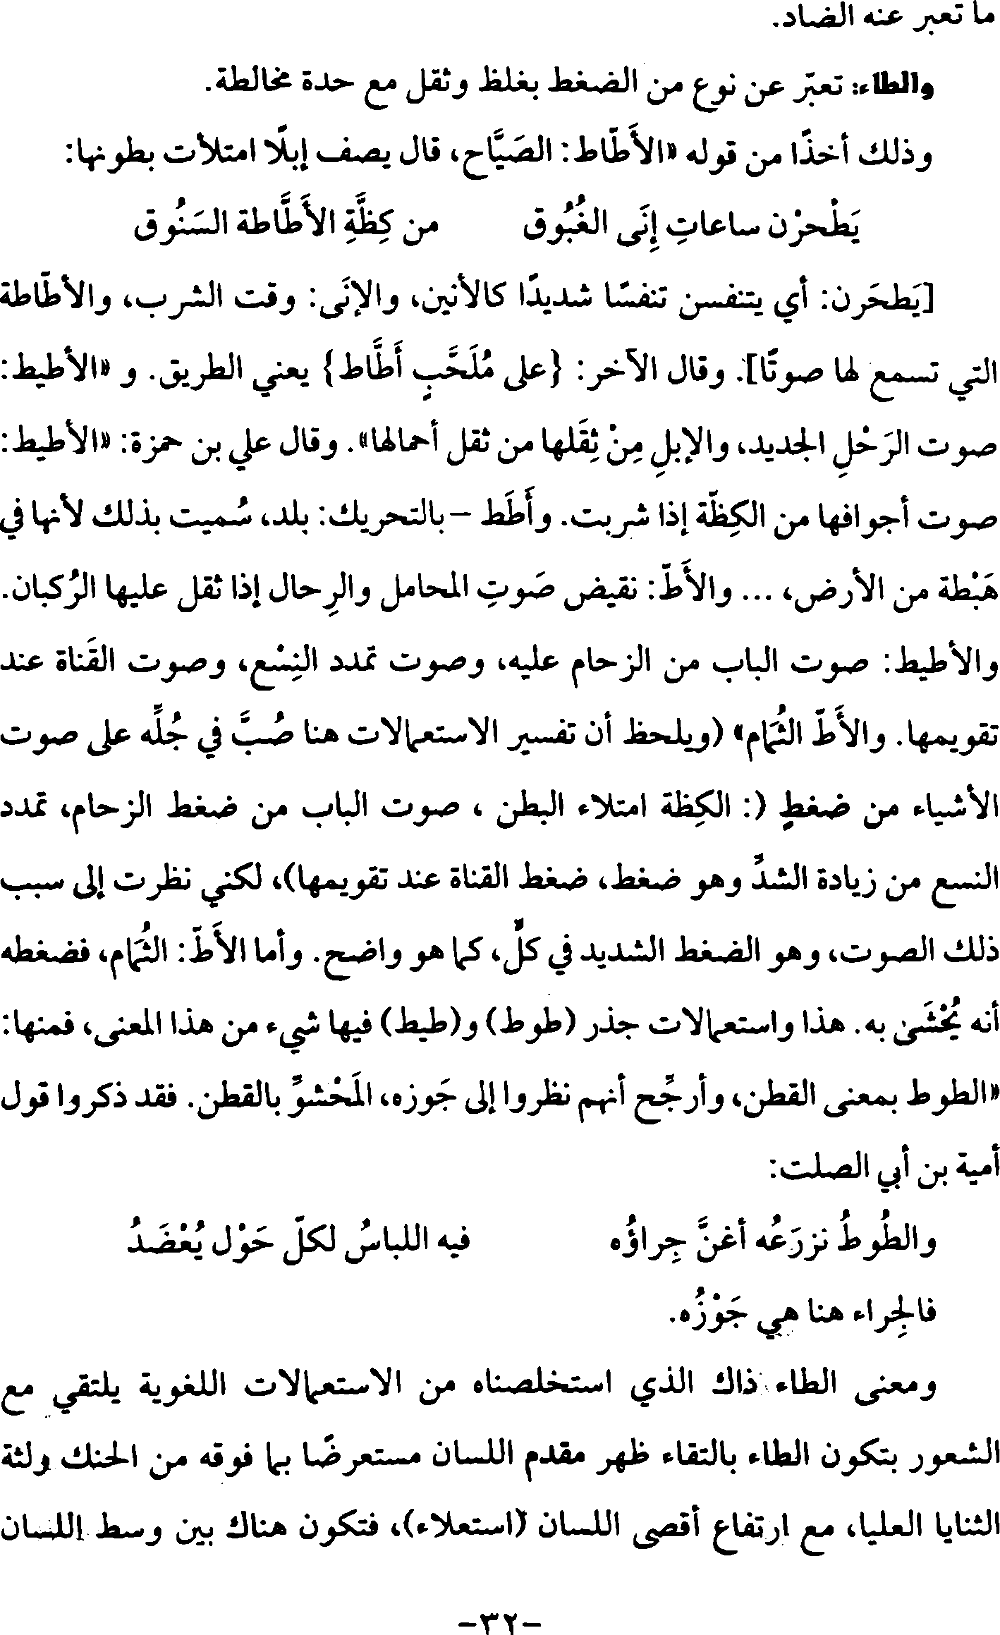 ما تعبر عنه الضاد.
والطاء: تعبّر عن نوع من الضغط بغلظ وثقل مع حدة مخالطة.
وذلك أخذًا من قوله «الأَطّاط: الصَيَّاح، قال يصف إبلًا امتلأت بطونها:
يَطْحرْن ساعاتِ إِنَى الغُبُوق من كِظَّةِ الأَطَّاطة السَنُوق
[يَطحَرن: أي يتنفسن تنفسًا شديدًا كالأنين، والإنَى: وقت الشرب، والأطّاطة
التي تسمع لها صوتًا]. وقال الآخر: {على مُلَحَّبٍ أَطَّاط} يعني الطريق. و «الأطيط:
صوت الرَحْلِ الجديد، والإبلِ مِنْ ثِقَلها من ثقل أحمالها». وقال علي بن حمزة: «الأطيط:
صوت أجوافها من الكِظّة إذا شربت. وأَطَط – بالتحريك: بلد، سُميت بذلك لأنها في
هَبْطة من الأرض، ... والأَطّ: نقيض صَوتِ المحامل والرِحال إذا ثقل عليها الرُكبان.
والأطيط: صوت الباب من الزحام عليه، وصوت تمدد النِسْع، وصوت القَناة عند
تقويمها. والأَطّ الثُمَام» (ويلحظ أن تفسير الاستعمالات هنا صُبَّ في جُلِّه على صوت
الأشياء من ضغطٍ (: الكِظة امتلاء البطن ، صوت الباب من ضغط الزحام، تمدد
النسع من زيادة الشدِّ وهو ضغط، ضغط القناة عند تقويمها)، لكني نظرت إلى سبب
ذلك الصوت، وهو الضغط الشديد في كلٍّ، كما هو واضح. وأما الأَطّ: الثُمَام، فضغطه
أنه يُحْشَىٰ به. هذا واستعمالات جذر (طوط) و(طيط) فيها شيء من هذا المعنى، فمنها:
«الطوط بمعنى القطن، وأرجِّح أنهم نظروا إلى جَوزه، المَحْشوِّ بالقطن. فقد ذكروا قول
أمية بن أبي الصلت:
والطُوطُ نزرَعُه أغنَّ جِراؤُه فيه اللباسُ لكلّ حَوْل يُعْضَدُ
فالجِراء هنا هي جَوْزُه.
ومعنى الطاء ذاك الذي استخلصناه من الاستعمالات اللغوية يلتقي مع
الشعور بتكون الطاء بالتقاء ظهر مقدم اللسان مستعرضًا بما فوقه من الحنك ولثة
الثنايا العليا، مع ارتفاع أقصى اللسان (استعلاء)، فتكون هناك بين وسط اللسان
–٣٢–